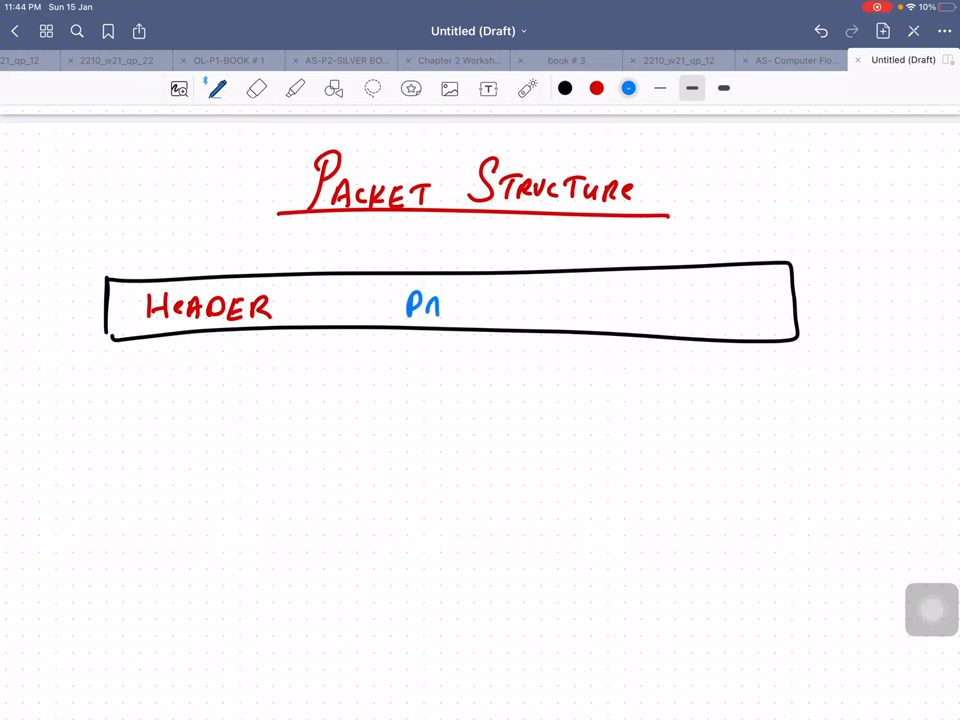 11:44 PM Sun 15 Jan
10%
Untitled (Draft)
21_qp_12
2210_w21_qp_22
OL-P1-BOOK # 1
AS-P2-SILVER BO...
Chapter 2 Worksh...
book # 3
2210_w21_qp_12
AS- Computer Flo...
Untitled (Draft)
PACKET STRUCTURE
HEADER